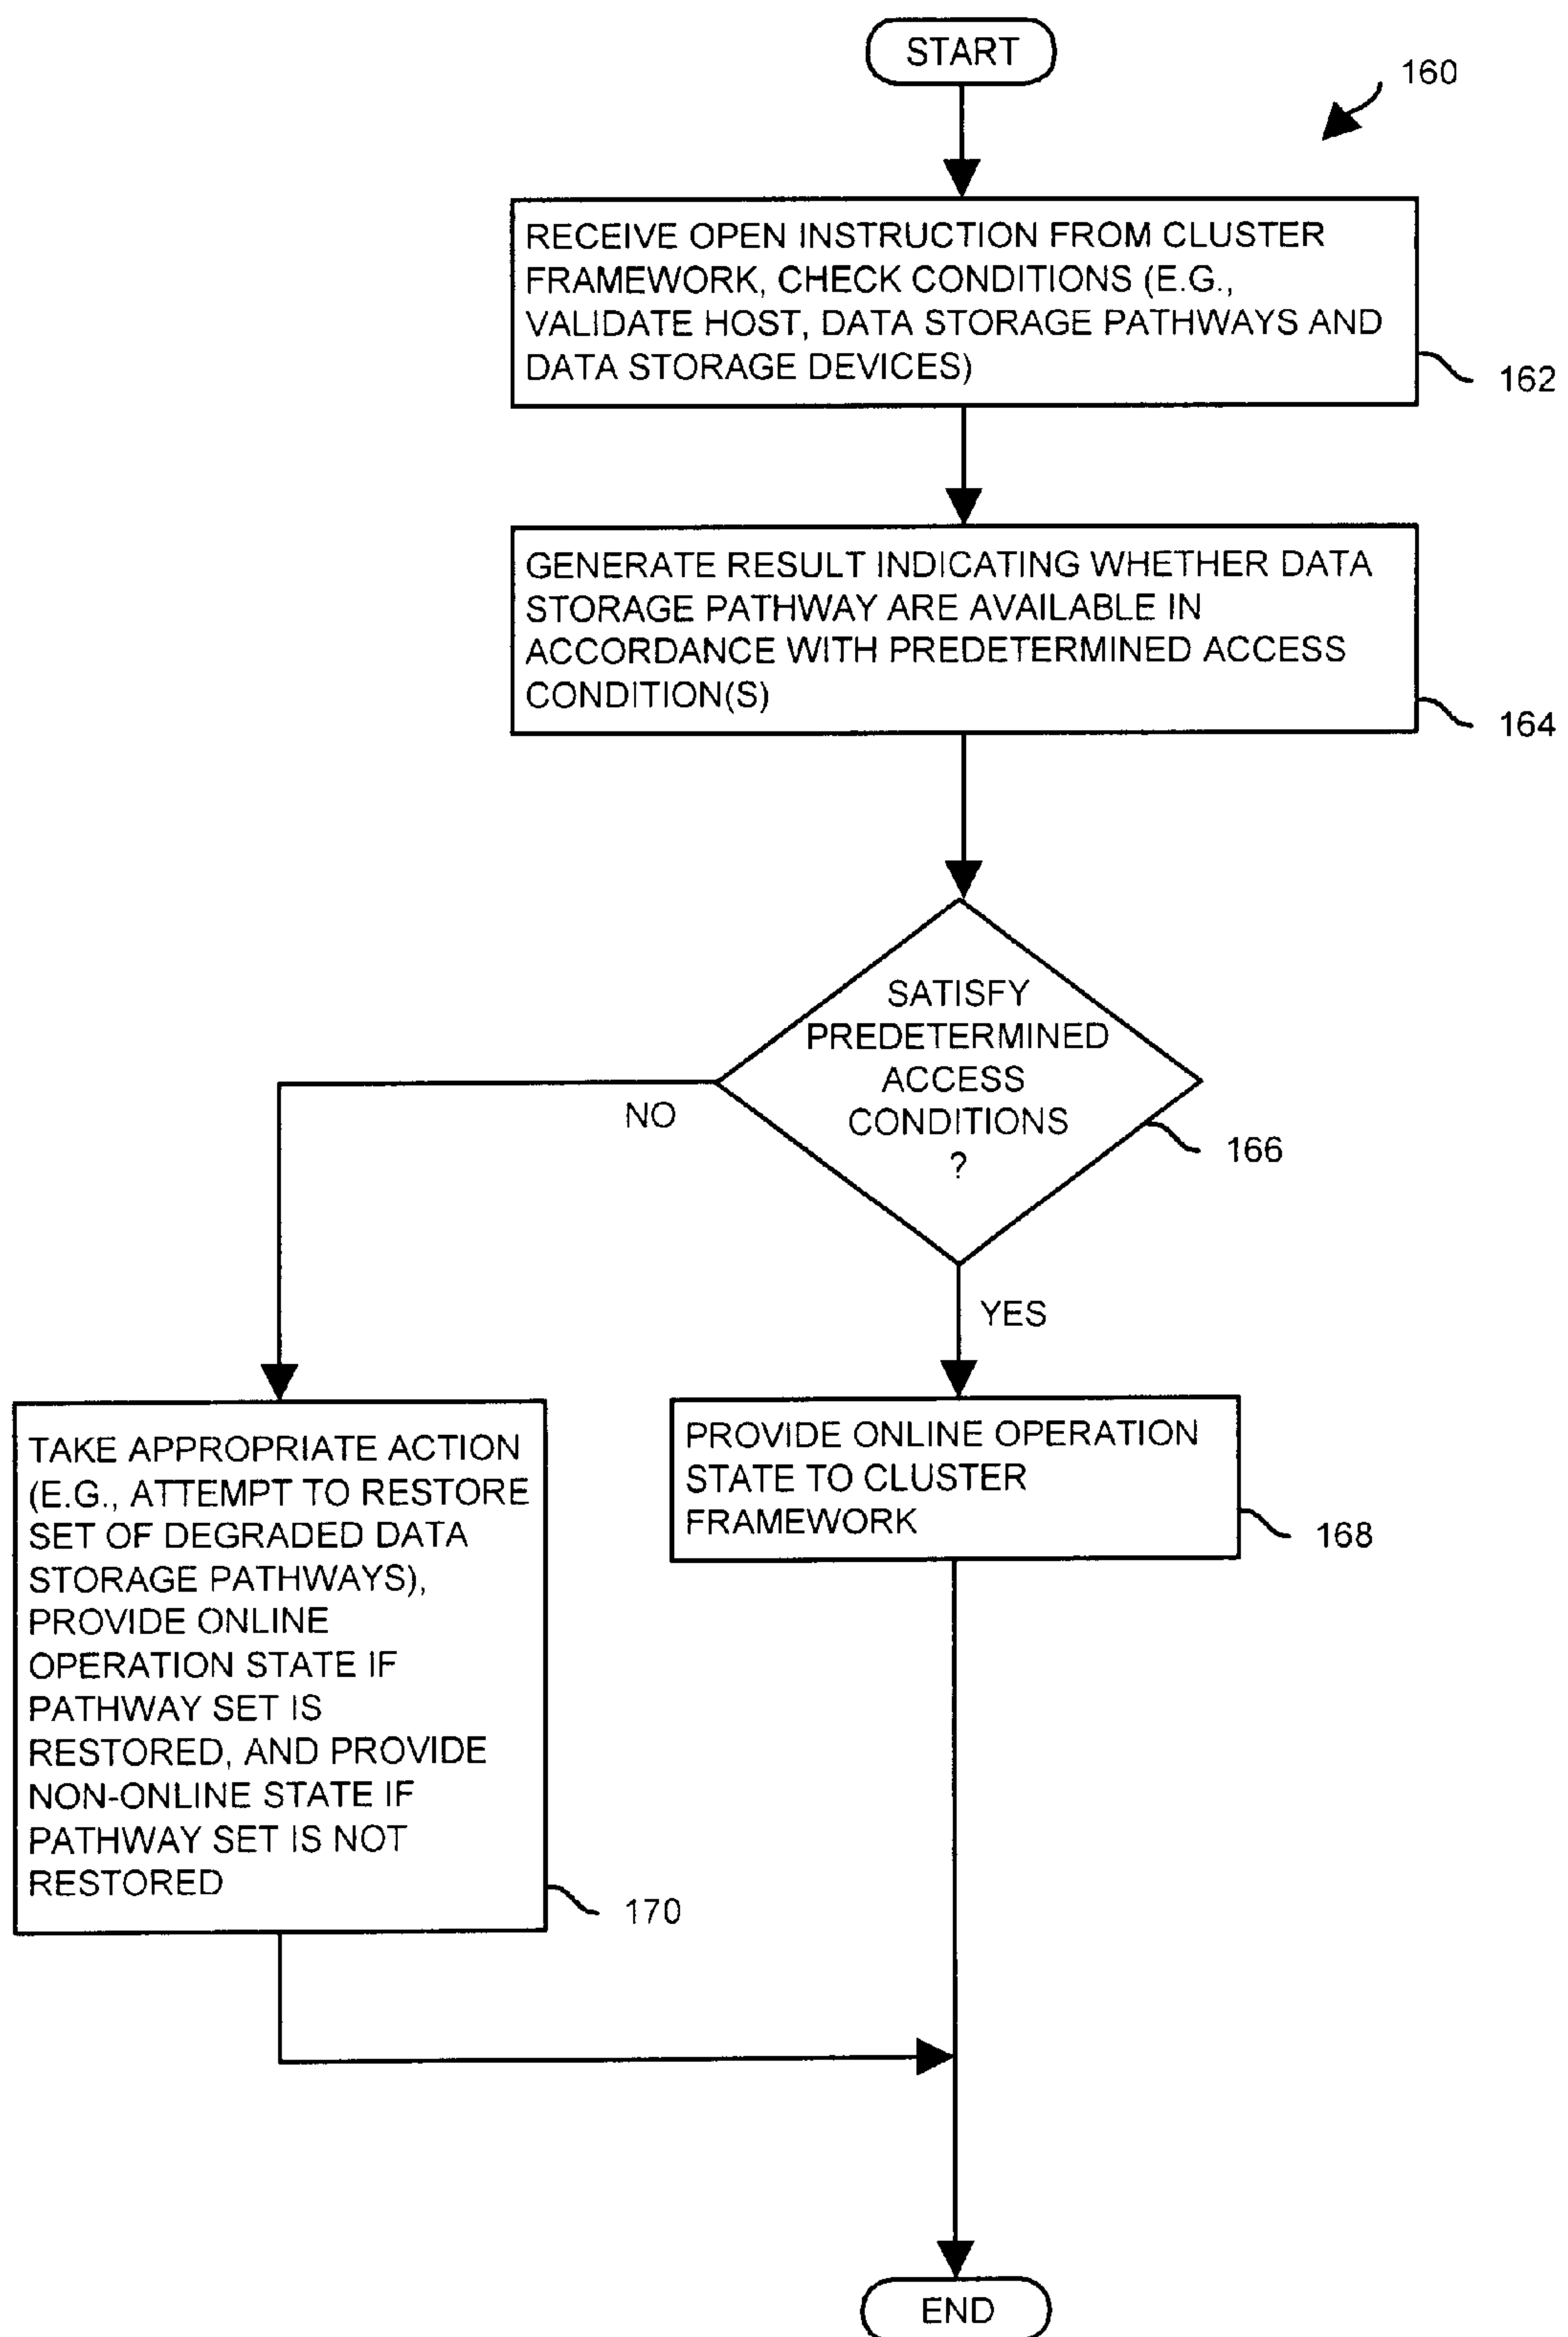 START
160
RECEIVE OPEN INSTRUCTION FROM CLUSTER
FRAMEWORK, CHECK CONDITIONS (E.G.,
VALIDATE HOST, DATA STORAGE PATHWAYS AND
DATA STORAGE DEVICES)
162
GENERATE RESULT INDICATING WHETHER DATA
STORAGE PATHWAY ARE AVAILABLE IN
ACCORDANCE WITH PREDETERMINED ACCESS
CONDITION(S)
164
SATISFY
PREDETERMINED
ACCESS
CONDITIONS
?
166
NO
YES
TAKE APPROPRIATE ACTION
(E.G., ATTEMPT TO RESTORE
SET OF DEGRADED DATA
STORAGE PATHWAYS),
PROVIDE ONLINE
OPERATION STATE IF
PATHWAY SET IS
RESTORED, AND PROVIDE
NON-ONLINE STATE IF
PATHWAY SET IS NOT
RESTORED
170
PROVIDE ONLINE OPERATION
STATE TO CLUSTER
FRAMEWORK
168
END